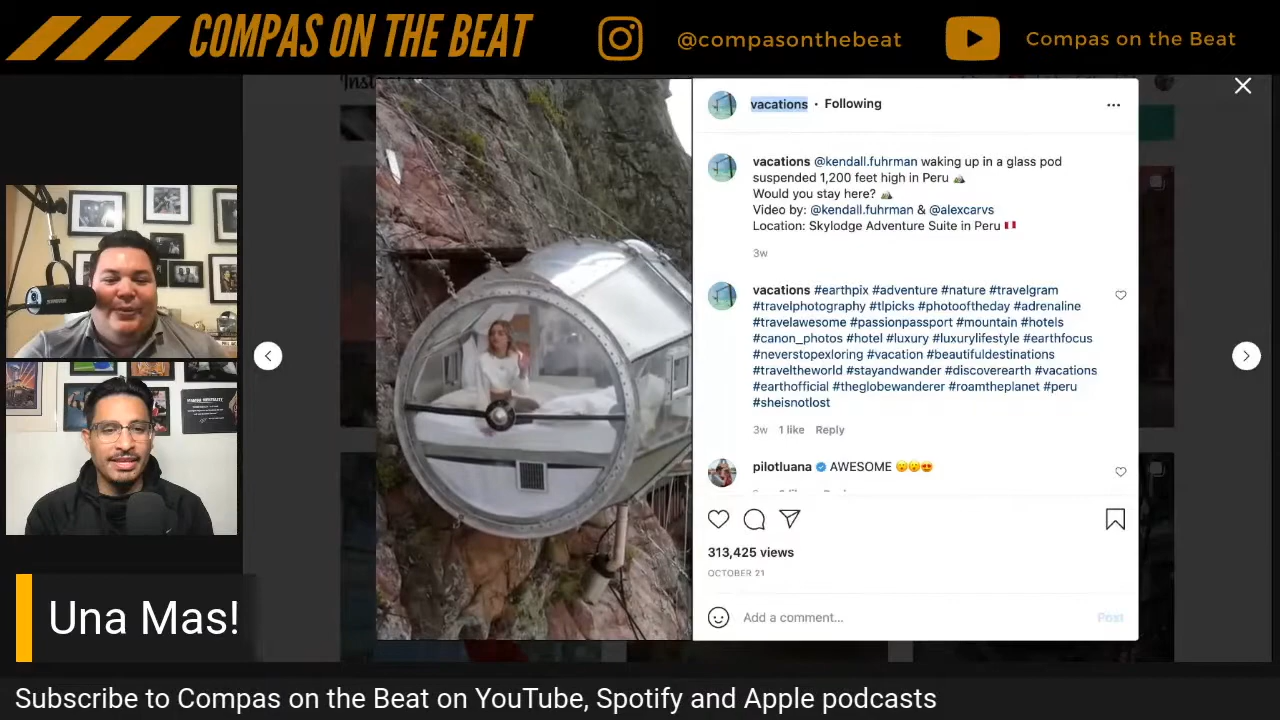 COMPAS ON THE BEAT
@compasonthebeat
Compas on the Beat
vacations • Following
vacations @kendall.fuhrman waking up in a glass pod
suspended 1,200 feet high in Peru
Would you stay here?
Video by: @kendall.fuhrman & @alexcarvs
Location: Skylodge Adventure Suite in Peru
3w
vacations #earthpix #adventure #nature #travelgram
#travelphotography #tlpicks #photooftheday #adrenaline
#travelawesome #passionpassport #mountain #hotels
#canon_photos #hotel #luxury #luxurylifestyle #earthfocus
#neverstopexloring #vacation #beautifuldestinations
#traveltheworld #stayandwander #discoverearth #vacations
#earthofficial #theglobewanderer #roamtheplanet #peru
#sheisnotlost
3w 1 like Reply
pilotluana AWESOME 😮😮😍
313,425 views
OCTOBER 21
Add a comment...
Post
Una Mas!
Subscribe to Compas on the Beat on YouTube, Spotify and Apple podcasts